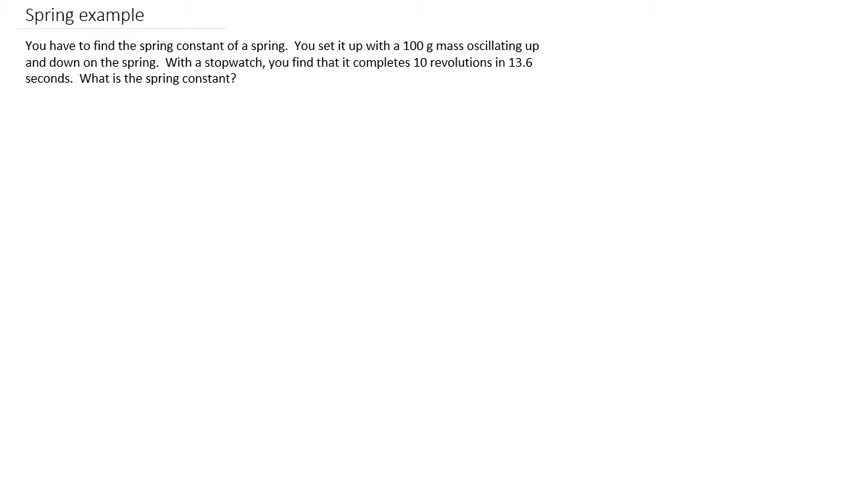 Spring example
You have to find the spring constant of a spring.  You set it up with a 100 g mass oscillating up
and down on the spring.  With a stopwatch, you find that it completes 10 revolutions in 13.6
seconds.  What is the spring constant?